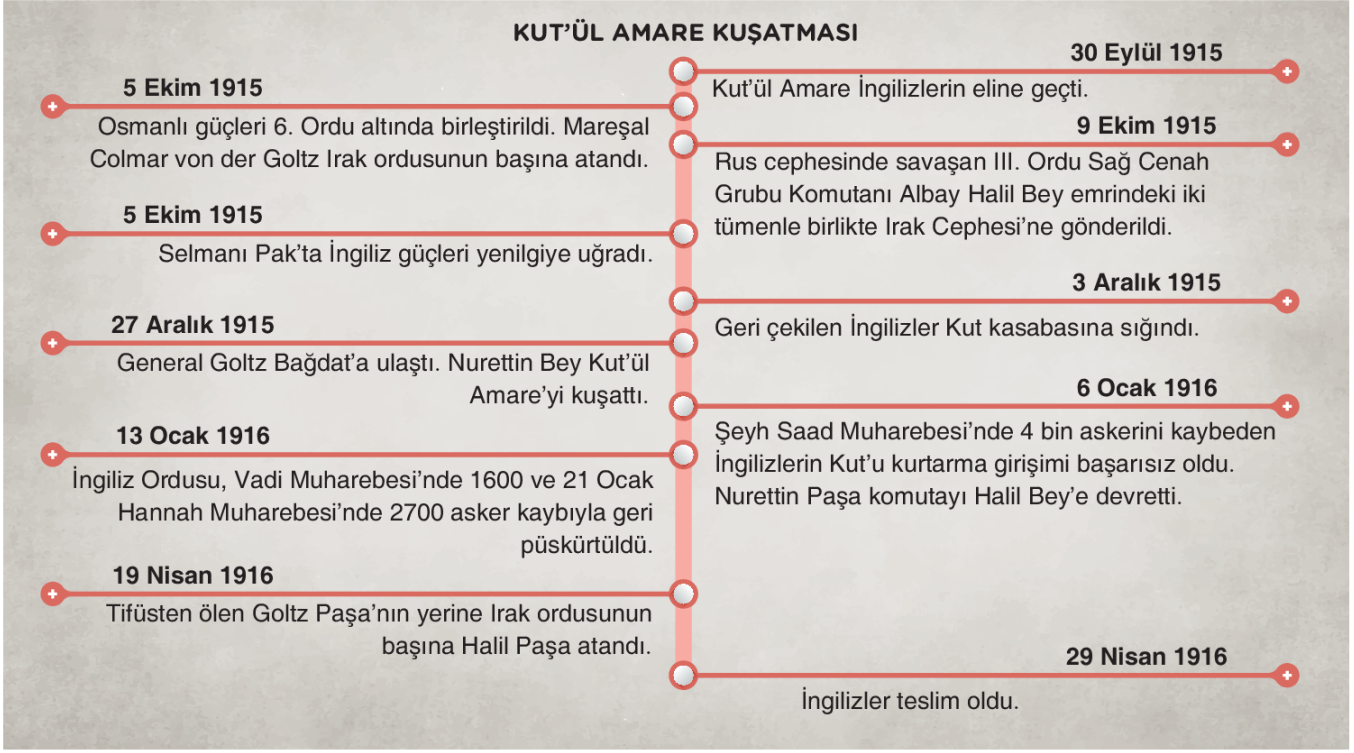 KUT'ÜL AMARE KUŞATMASI
30 Eylül 1915
Kut'ül Amare İngilizlerin eline geçti.
5 Ekim 1915
Osmanlı güçleri 6. Ordu altında birleştirildi. Mareşal
Colmar von der Goltz Irak ordusunun başına atandı.
9 Ekim 1915
Rus cephesinde savaşan III. Ordu Sağ Cenah
Grubu Komutanı Albay Halil Bey emrindeki iki
tümenle birlikte Irak Cephesi'ne gönderildi.
5 Ekim 1915
Selmanı Pak'ta İngiliz güçleri yenilgiye uğradı.
3 Aralık 1915
Geri çekilen İngilizler Kut kasabasına sığındı.
27 Aralık 1915
General Goltz Bağdat'a ulaştı. Nurettin Bey Kut'ül
Amare'yi kuşattı.
6 Ocak 1916
Şeyh Saad Muharebesi'nde 4 bin askerini kaybeden
İngilizlerin Kut'u kurtarma girişimi başarısız oldu.
Nurettin Paşa komutayı Halil Bey'e devretti.
13 Ocak 1916
İngiliz Ordusu, Vadi Muharebesi'nde 1600 ve 21 Ocak
Hannah Muharebesi'nde 2700 asker kaybıyla geri
püskürtüldü.
19 Nisan 1916
Tifüsten ölen Goltz Paşa'nın yerine Irak ordusunun
başına Halil Paşa atandı.
29 Nisan 1916
İngilizler teslim oldu.